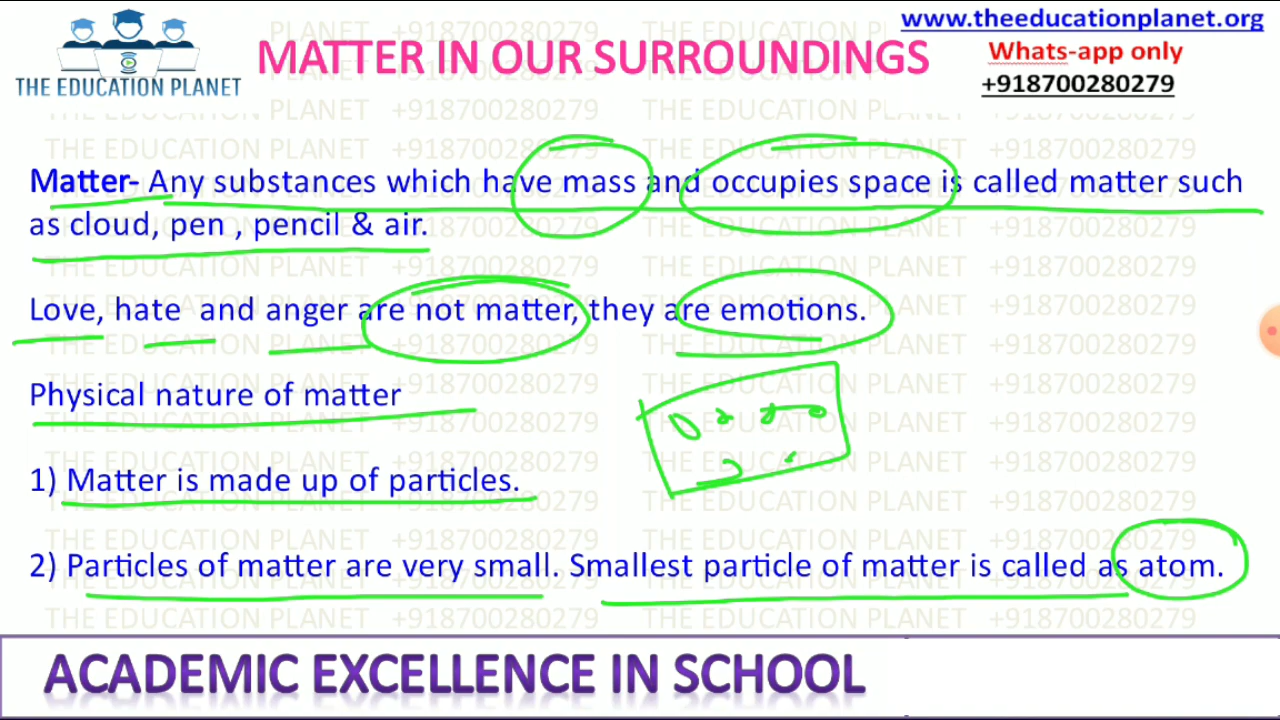 www.theeducationplanet.org
MATTER IN OUR SURROUNDINGS
Whats-app only
+918700280279
THE EDUCATION PLANET
Matter- Any substances which have mass and occupies space is called matter such
as cloud, pen , pencil & air.
Love, hate and anger are not matter, they are emotions.
Physical nature of matter
1) Matter is made up of particles.
2) Particles of matter are very small. Smallest particle of matter is called as atom.
ACADEMIC EXCELLENCE IN SCHOOL